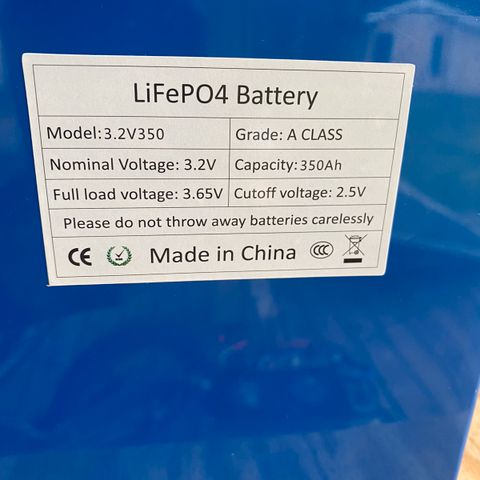 LiFePO4 Battery
Model: 3.2V350 Grade: A CLASS
Nominal Voltage: 3.2V Capacity: 350Ah
Full load voltage: 3.65V Cutoff voltage: 2.5V
Please do not throw away batteries carelessly
CE Made in China CCC